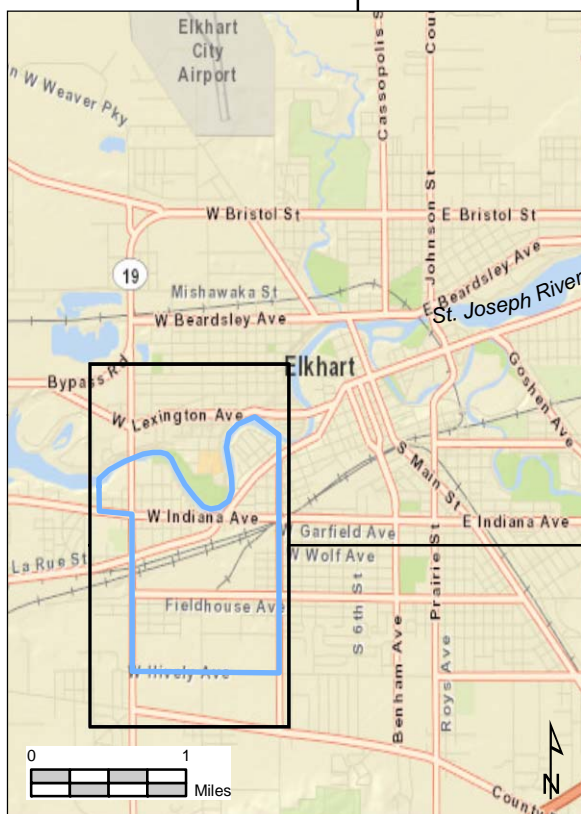 Elkhart
City
Airport
n W Weaver Pky
Cassopolis S
Cou
W Bristol St
E Bristol St
Johnson St
19
Mishawaka St
E Beardsley Ave
St. Joseph River
W Beardsley Ave
Elkhart
Bypass Rd
Goshen Ave
W Lexington Ave
S Main St
W Indiana Ave
E Indiana Ave
W Garfield Ave
La Rue St
W Wolf Ave
Prairie St
S 6th St
Fieldhouse Ave
Benham Ave
Roys Ave
W Hively Ave
County
0 1
Miles
N